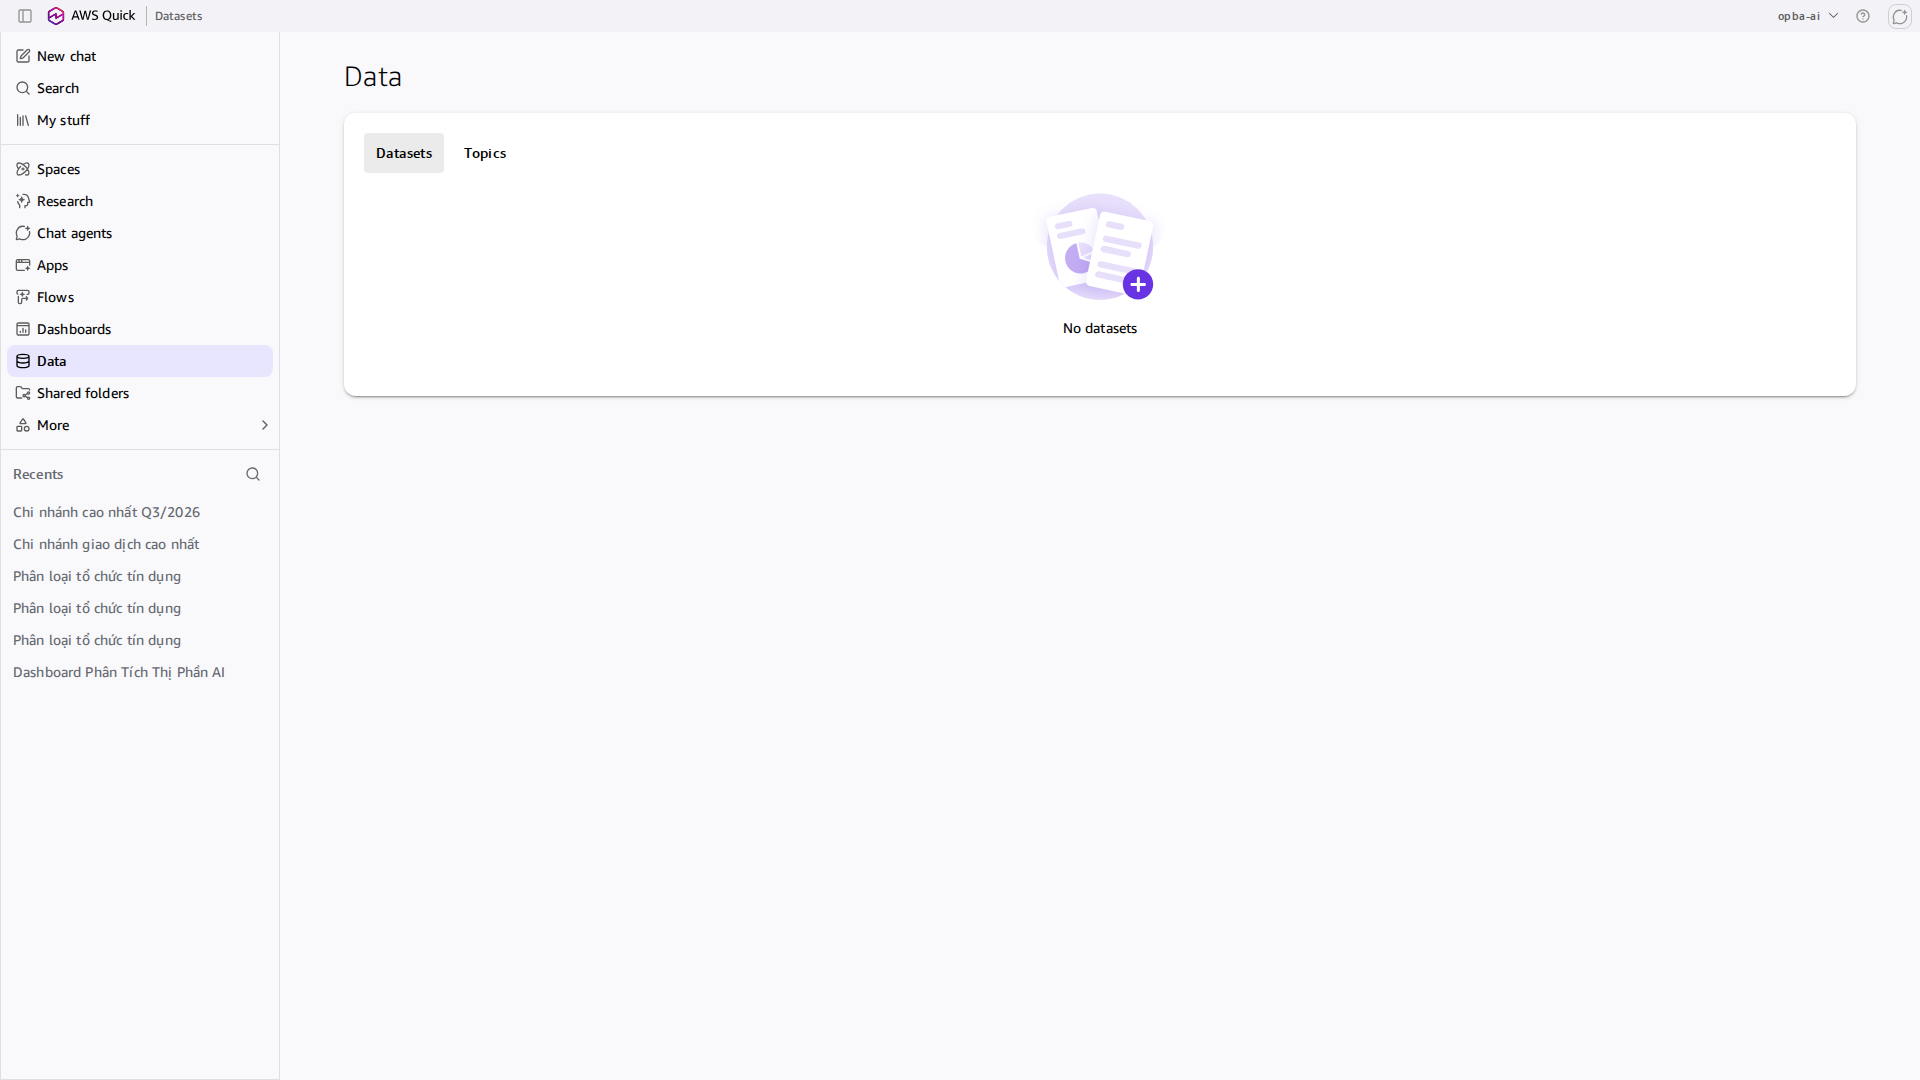 AWS Quick
Datasets
opba-ai
New chat
Search
My stuff
Spaces
Research
Chat agents
Apps
Flows
Dashboards
Data
Shared folders
More
Recents
Chi nhánh cao nhất Q3/2026
Chi nhánh giao dịch cao nhất
Phân loại tổ chức tín dụng
Phân loại tổ chức tín dụng
Phân loại tổ chức tín dụng
Dashboard Phân Tích Thị Phần AI
Data
Datasets
Topics
No datasets